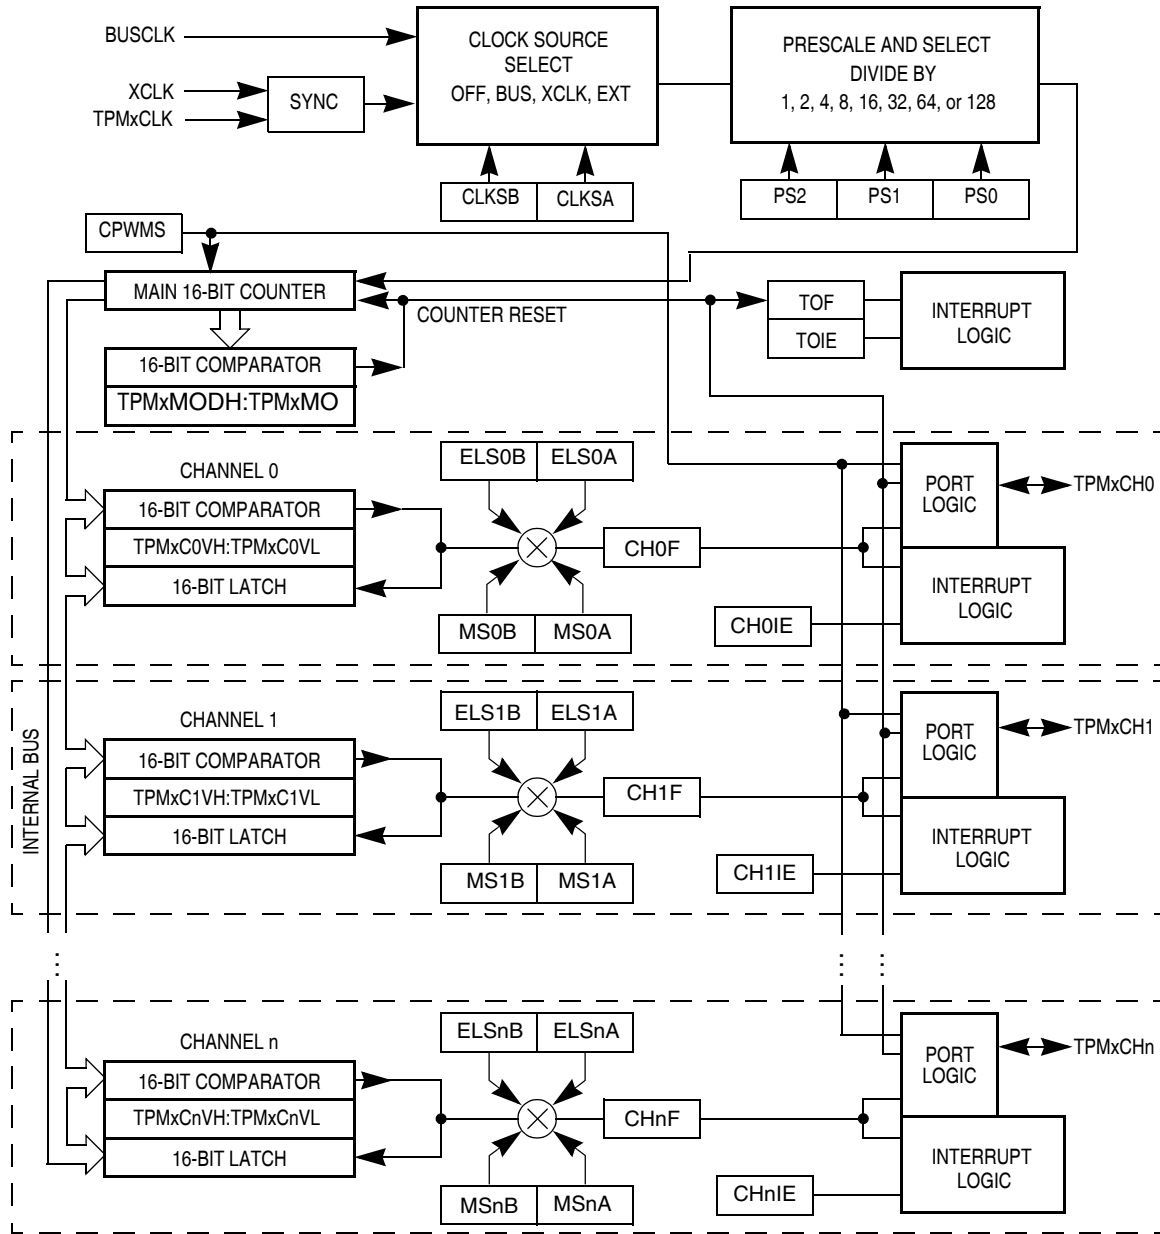 BUSCLK
XCLK
TPMxCLK
SYNC
CLOCK SOURCE
SELECT
OFF, BUS, XCLK, EXT
PRESCALE AND SELECT
DIVIDE BY
1, 2, 4, 8, 16, 32, 64, or 128
CLKSB
CLKSA
PS2
PS1
PS0
CPWMS
MAIN 16-BIT COUNTER
COUNTER RESET
TOF
TOIE
INTERRUPT
LOGIC
16-BIT COMPARATOR
TPMxMODH:TPMxMO
CHANNEL 0
16-BIT COMPARATOR
TPMxC0VH:TPMxC0VL
16-BIT LATCH
ELS0B
ELS0A
MS0B
MS0A
CH0F
CH0IE
PORT
LOGIC
INTERRUPT
LOGIC
TPMxCH0
INTERNAL BUS
CHANNEL 1
16-BIT COMPARATOR
TPMxC1VH:TPMxC1VL
16-BIT LATCH
ELS1B
ELS1A
MS1B
MS1A
CH1F
CH1IE
PORT
LOGIC
INTERRUPT
LOGIC
TPMxCH1
CHANNEL n
16-BIT COMPARATOR
TPMxCnVH:TPMxCnVL
16-BIT LATCH
ELSnB
ELSnA
MSnB
MSnA
CHnF
CHnIE
PORT
LOGIC
INTERRUPT
LOGIC
TPMxCHn